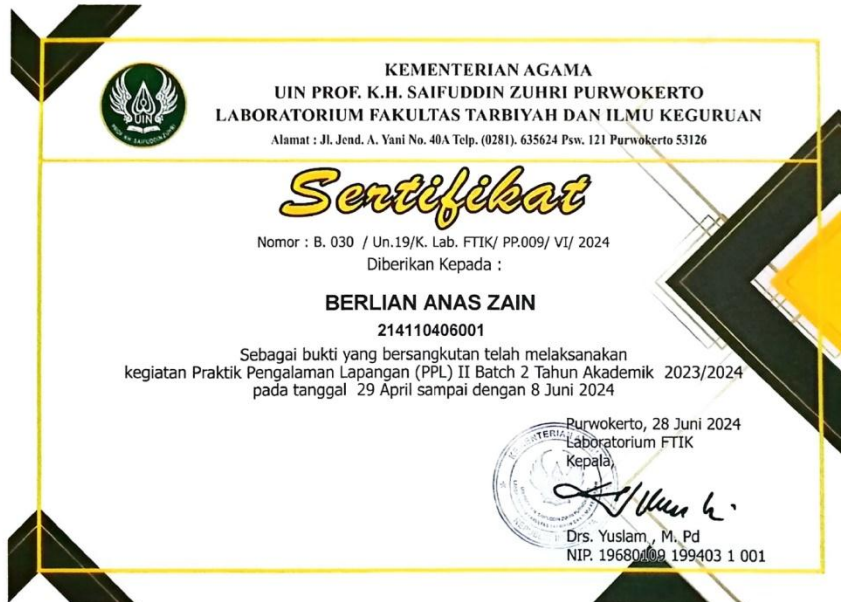 KEMENTERIAN AGAMA
UIN PROF. K.H. SAIFUDDIN ZUHRI PURWOKERTO
LABORATORIUM FAKULTAS TARBIYAH DAN ILMU KEGURUAN
Alamat : Jl. Jend. A. Yani No. 40A Telp. (0281). 635624 Psw. 121 Purwokerto 53126
UIN
Sertifikat
Nomor : B. 030 / Un.19/K. Lab. FTIK/ PP.009/ VI/ 2024
Diberikan Kepada :
BERLIAN ANAS ZAIN
214110406001
Sebagai bukti yang bersangkutan telah melaksanakan
kegiatan Praktik Pengalaman Lapangan (PPL) II Batch 2 Tahun Akademik 2023/2024
pada tanggal 29 April sampai dengan 8 Juni 2024
Purwokerto, 28 Juni 2024
Laboratorium FTIK
Kepala,
Drs. Yuslam , M. Pd
NIP. 19680109 199403 1 001